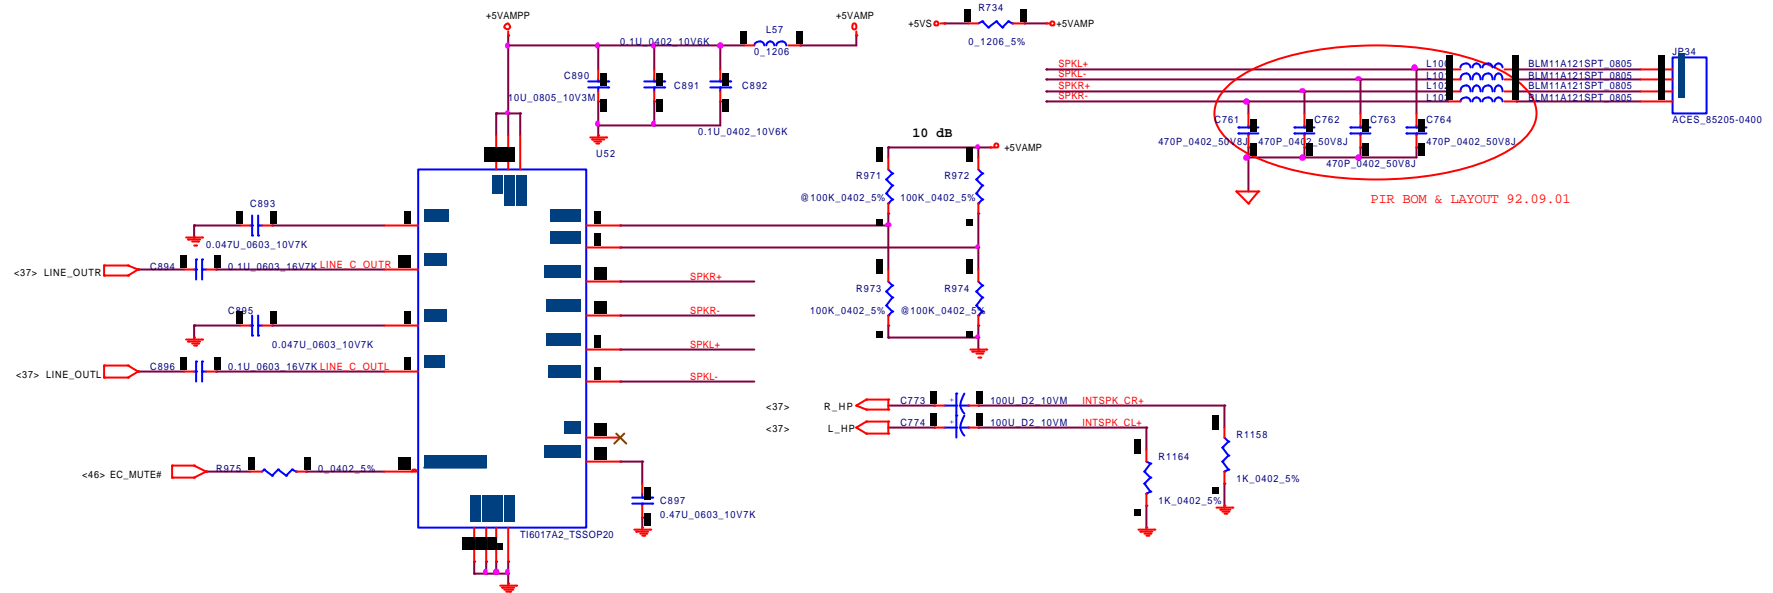 +5VAMPP
+5VAMP
L57
0_1206
0.1U_0402_10V6K
C890
C891
C892
10U_0805_10V3M
0.1U_0402_10V6K
U52
R734
+5VS
+5VAMP
0_1206_5%
SPKL+
SPKL-
SPKR+
SPKR-
BLM11A121SPT_0805
BLM11A121SPT_0805
BLM11A121SPT_0805
BLM11A121SPT_0805
JP34
ACES_85205-0400
C761
C762
C763
C764
470P_0402_50V8J
470P_0402_50V8J
470P_0402_50V8J
470P_0402_50V8J
PIR BOM & LAYOUT 92.09.01
10 dB
+5VAMP
R971
R972
@100K_0402_5%
100K_0402_5%
R973
R974
100K_0402_5%
@100K_0402_5%
C893
0.047U_0603_10V7K
<37> LINE_OUTR
C894
0.1U_0603_16V7K
LINE_C_OUTR
C895
0.047U_0603_10V7K
<37> LINE_OUTL
C896
0.1U_0603_16V7K
LINE_C_OUTL
SPKR+
SPKR-
SPKL+
SPKL-
<46> EC_MUTE#
R975
0_0402_5%
C897
0.47U_0603_10V7K
TI6017A2_TSSOP20
<37> R_HP
C773
100U_D2_10VM
INTSPK_CR+
<37> L_HP
C774
100U_D2_10VM
INTSPK_CL+
R1158
1K_0402_5%
R1164
1K_0402_5%